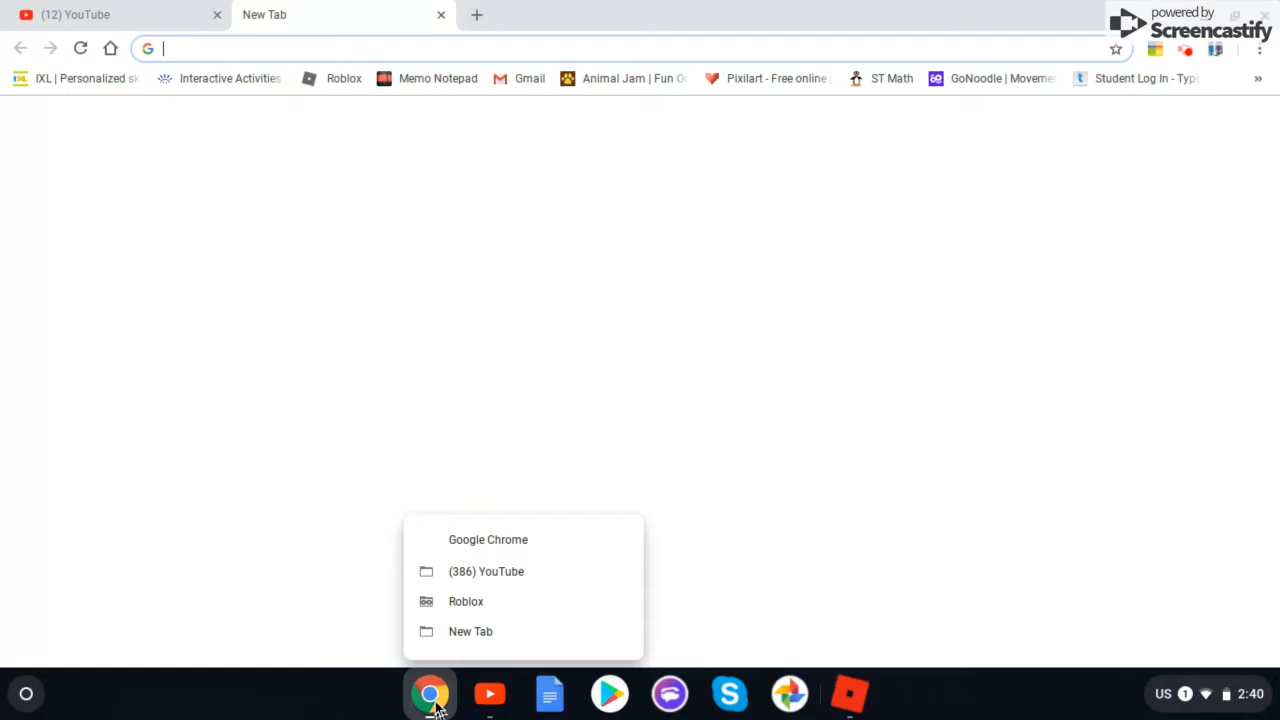 (12) YouTube
New Tab
powered by
Screencastify
IXL | Personalized sk
Interactive Activities
Roblox
Memo Notepad
Gmail
Animal Jam | Fun O
Pixilart - Free online
ST Math
GoNoodle | Moveme
Student Log In - Typi
»
Google Chrome
(386) YouTube
Roblox
New Tab
US 1 2:40